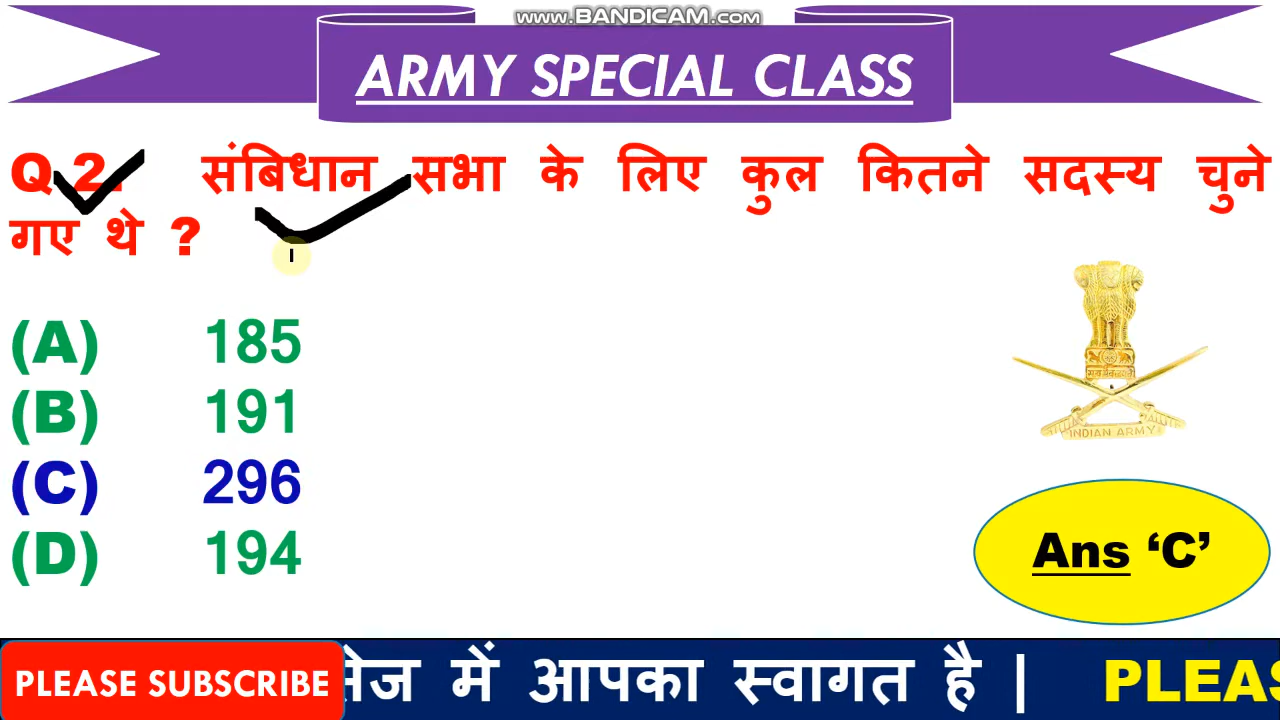 www.BANDICAM.com
ARMY SPECIAL CLASS
Q.2. संबिधान सभा के लिए कुल कितने सदस्य चुने
गए थे ?
(A) 185
(B) 191
(C) 296
(D) 194
INDIAN ARMY
Ans ‘C’
PLEASE SUBSCRIBE
में आपका स्वागत है | PLEAS